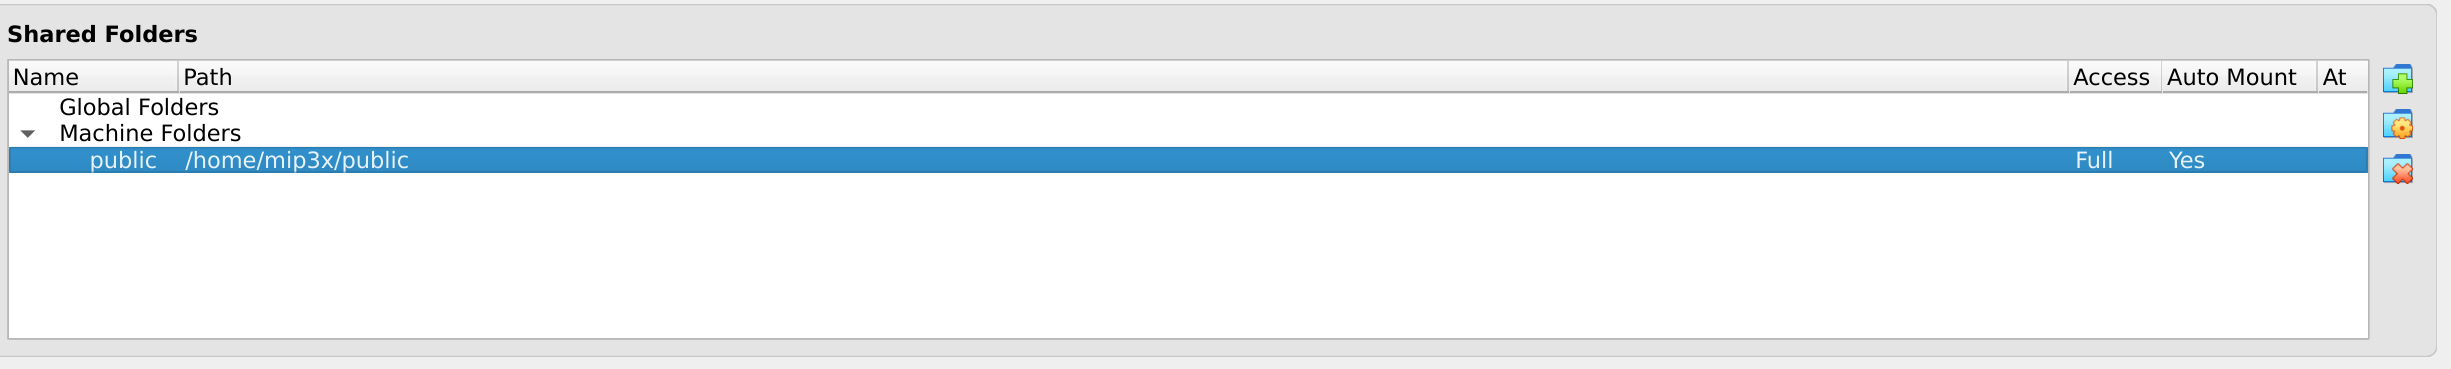 Shared Folders
Name Path Access Auto Mount At
Global Folders
Machine Folders
public /home/mip3x/public Full Yes